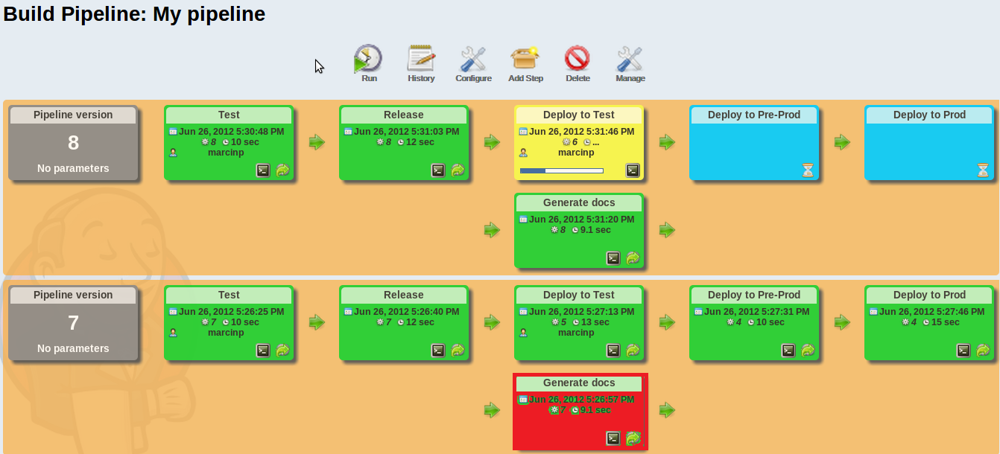 Build Pipeline: My pipeline
Run History Configure Add Step Delete Manage
Pipeline version
8
No parameters
Test
Jun 26, 2012 5:30:48 PM
8 10 sec
marcinp
Release
Jun 26, 2012 5:31:03 PM
8 12 sec
Deploy to Test
Jun 26, 2012 5:31:46 PM
6 ...
marcinp
Deploy to Pre-Prod
Deploy to Prod
Generate docs
Jun 26, 2012 5:31:20 PM
8 9.1 sec
Pipeline version
7
No parameters
Test
Jun 26, 2012 5:26:25 PM
7 10 sec
marcinp
Release
Jun 26, 2012 5:26:40 PM
7 12 sec
Deploy to Test
Jun 26, 2012 5:27:13 PM
5 13 sec
marcinp
Deploy to Pre-Prod
Jun 26, 2012 5:27:31 PM
4 10 sec
Deploy to Prod
Jun 26, 2012 5:27:46 PM
4 15 sec
Generate docs
Jun 26, 2012 5:26:57 PM
7 9.1 sec